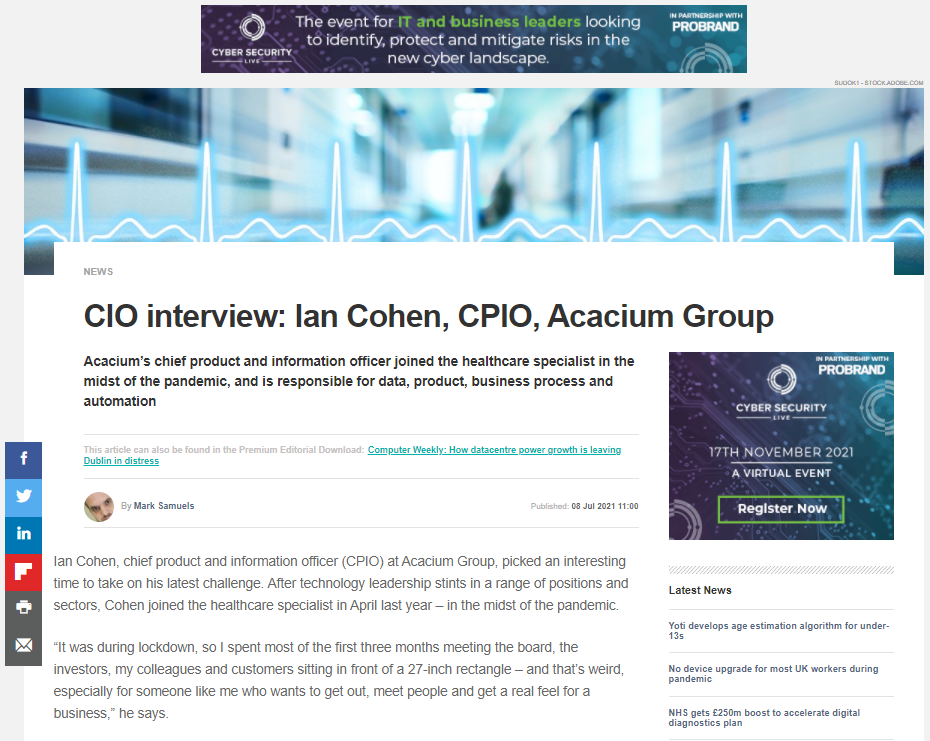 The event for IT and business leaders looking
to identify, protect and mitigate risks in the
new cyber landscape.
CYBER SECURITY
LIVE
IN PARTNERSHIP WITH
PROBRAND
SUDOK1 - STOCK.ADOBE.COM
NEWS
CIO interview: Ian Cohen, CPIO, Acacium Group
Acacium's chief product and information officer joined the healthcare specialist in the
midst of the pandemic, and is responsible for data, product, business process and
automation
This article can also be found in the Premium Editorial Download: Computer Weekly: How datacentre power growth is leaving
Dublin in distress
By Mark Samuels
Published: 08 Jul 2021 11:00
Ian Cohen, chief product and information officer (CPIO) at Acacium Group, picked an interesting
time to take on his latest challenge. After technology leadership stints in a range of positions and
sectors, Cohen joined the healthcare specialist in April last year – in the midst of the pandemic.
“It was during lockdown, so I spent most of the first three months meeting the board, the
investors, my colleagues and customers sitting in front of a 27-inch rectangle – and that’s weird,
especially for someone like me who wants to get out, meet people and get a real feel for a
business,” he says.
IN PARTNERSHIP WITH
PROBRAND
CYBER SECURITY
LIVE
17TH NOVEMBER 2021
A VIRTUAL EVENT
Register Now
Latest News
Yoti develops age estimation algorithm for under-
13s
No device upgrade for most UK workers during
pandemic
NHS gets £250m boost to accelerate digital
diagnostics plan